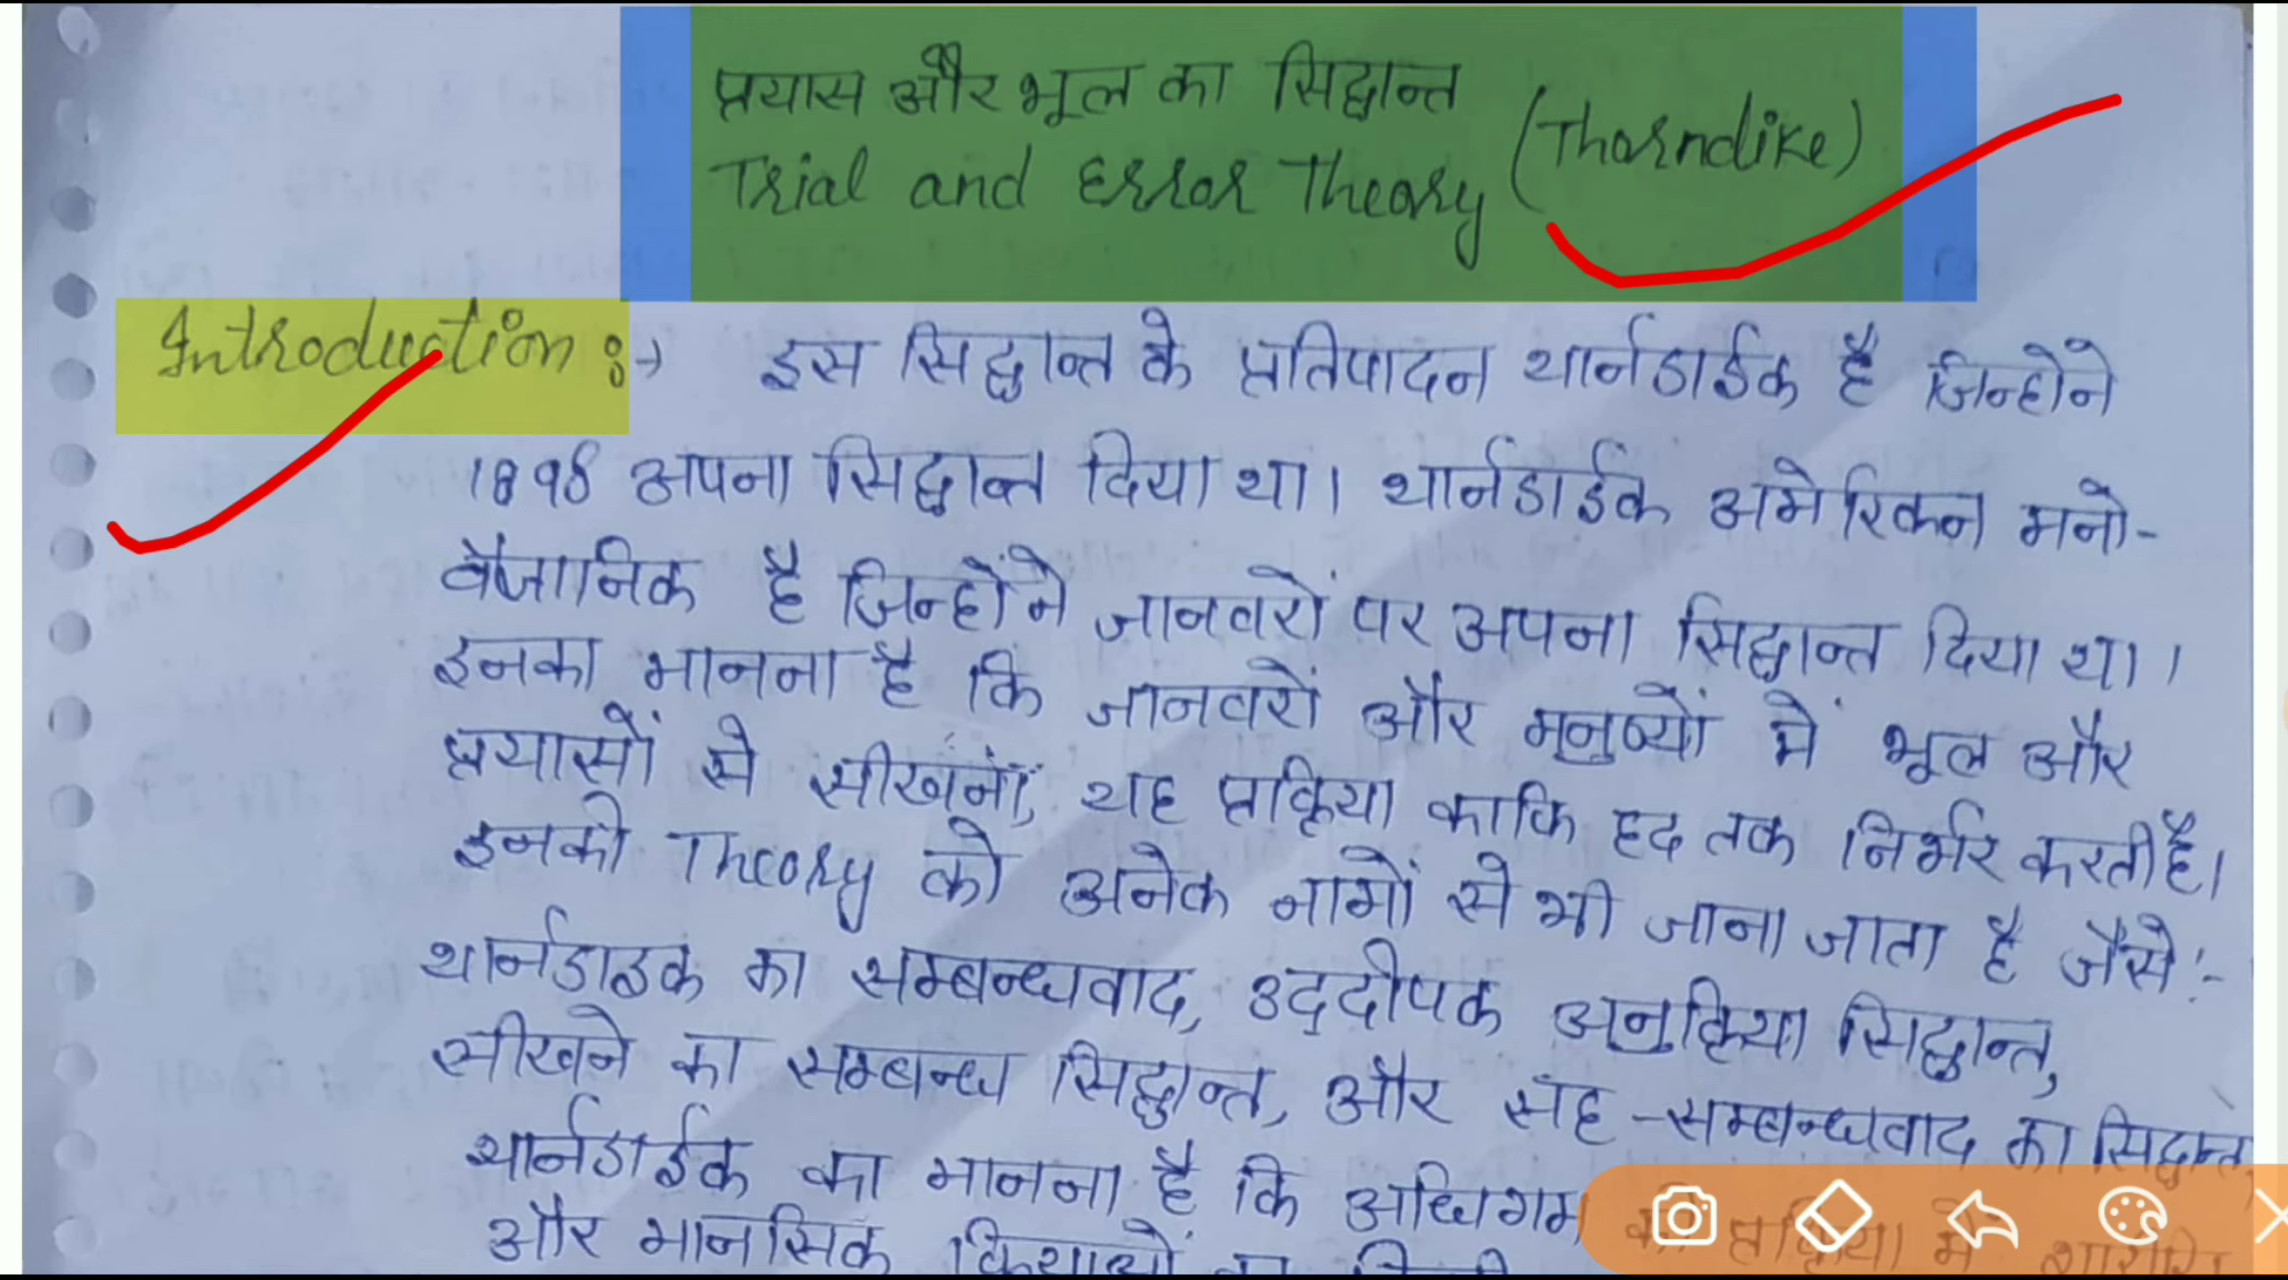 प्रयास और भूल का सिद्धान्त
Trial and Error Theory (Thorndike)
Introduction :→ इस सिद्धान्त के प्रतिपादन थार्नडाईक है जिन्होने
1898 अपना सिद्धान्त दिया था। थार्नडाईक अमेरिकन मनो-
वैज्ञानिक है जिन्होंने जानवरों पर अपना सिद्धान्त दिया था।
इनका मानना है कि जानवरों और मनुष्यों में भूल और
प्रयासों से सीखना, यह प्रक्रिया काफि हद तक निर्भर करती है।
इनकी Theory को अनेक नामों से भी जाना जाता है जैसे:-
थार्नडाइक का सम्बन्धवाद, उद्दीपक अनुक्रिया सिद्धान्त,
सीखने का सम्बन्ध सिद्धान्त, और संह-सम्बन्धवाद का सिद्धान्त,
थार्नडाईक का मानना है कि अधिगम की प्रक्रिया में
और मानसिक क्रियाओं का